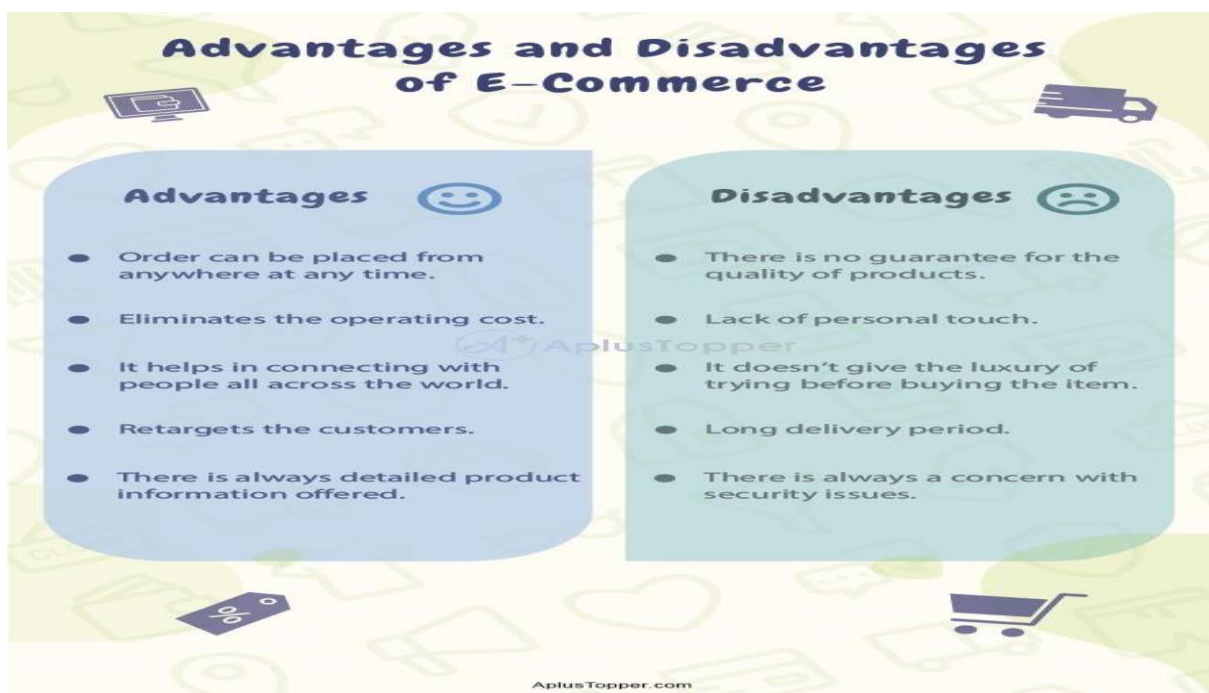 Advantages and Disadvantages
of E-Commerce
Advantages
Order can be placed from
anywhere at any time.
Eliminates the operating cost.
It helps in connecting with
people all across the world.
Retargets the customers.
There is always detailed product
information offered.
Disadvantages
There is no guarantee for the
quality of products.
Lack of personal touch.
It doesn't give the luxury of
trying before buying the item.
Long delivery period.
There is always a concern with
security issues.
A+ AplusTopper
%
AplusTopper.com